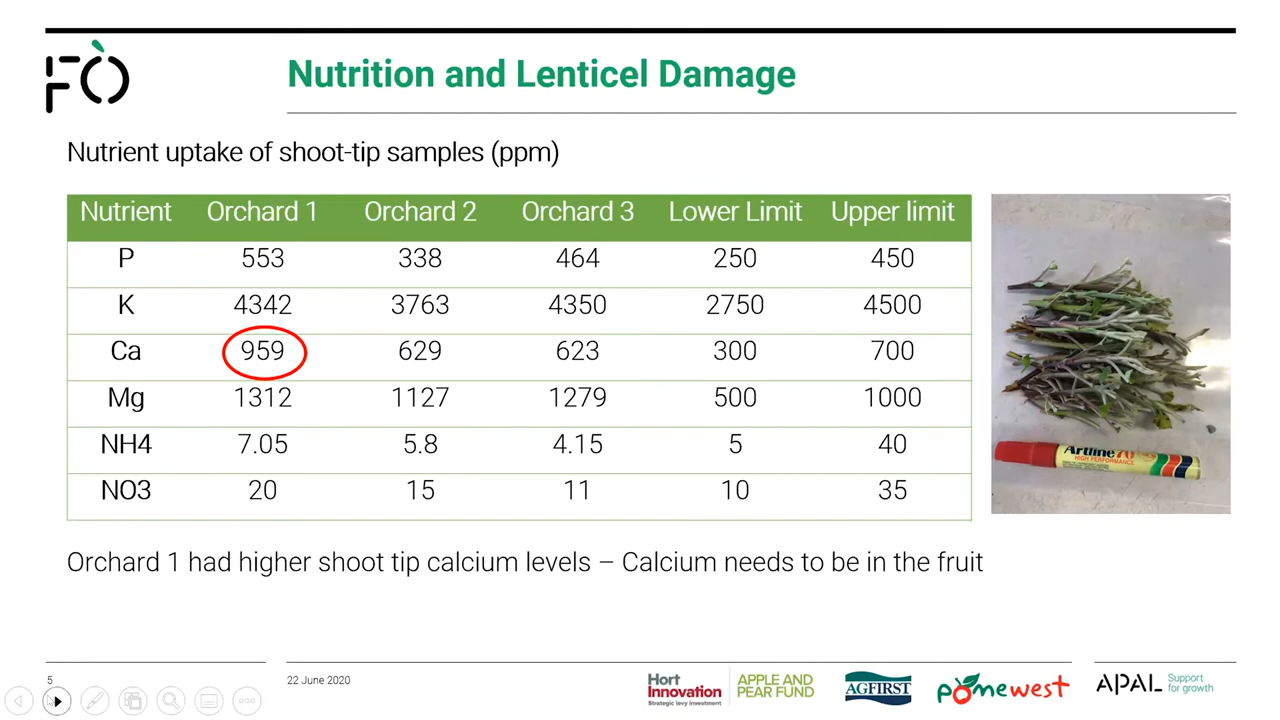 FÒ
Nutrition and Lenticel Damage
Nutrient uptake of shoot-tip samples (ppm)
Nutrient Orchard 1 Orchard 2 Orchard 3 Lower Limit Upper limit
P 553 338 464 250 450
K 4342 3763 4350 2750 4500
Ca 959 629 623 300 700
Mg 1312 1127 1279 500 1000
NH4 7.05 5.8 4.15 5 40
NO3 20 15 11 10 35
Artline 70
HIGH PERFORMANCE
Orchard 1 had higher shoot tip calcium levels – Calcium needs to be in the fruit
5
22 June 2020
Hort
Innovation
Strategic levy investment
APPLE AND
PEAR FUND
AGFIRST
pomewest
APAL
Support
for growth